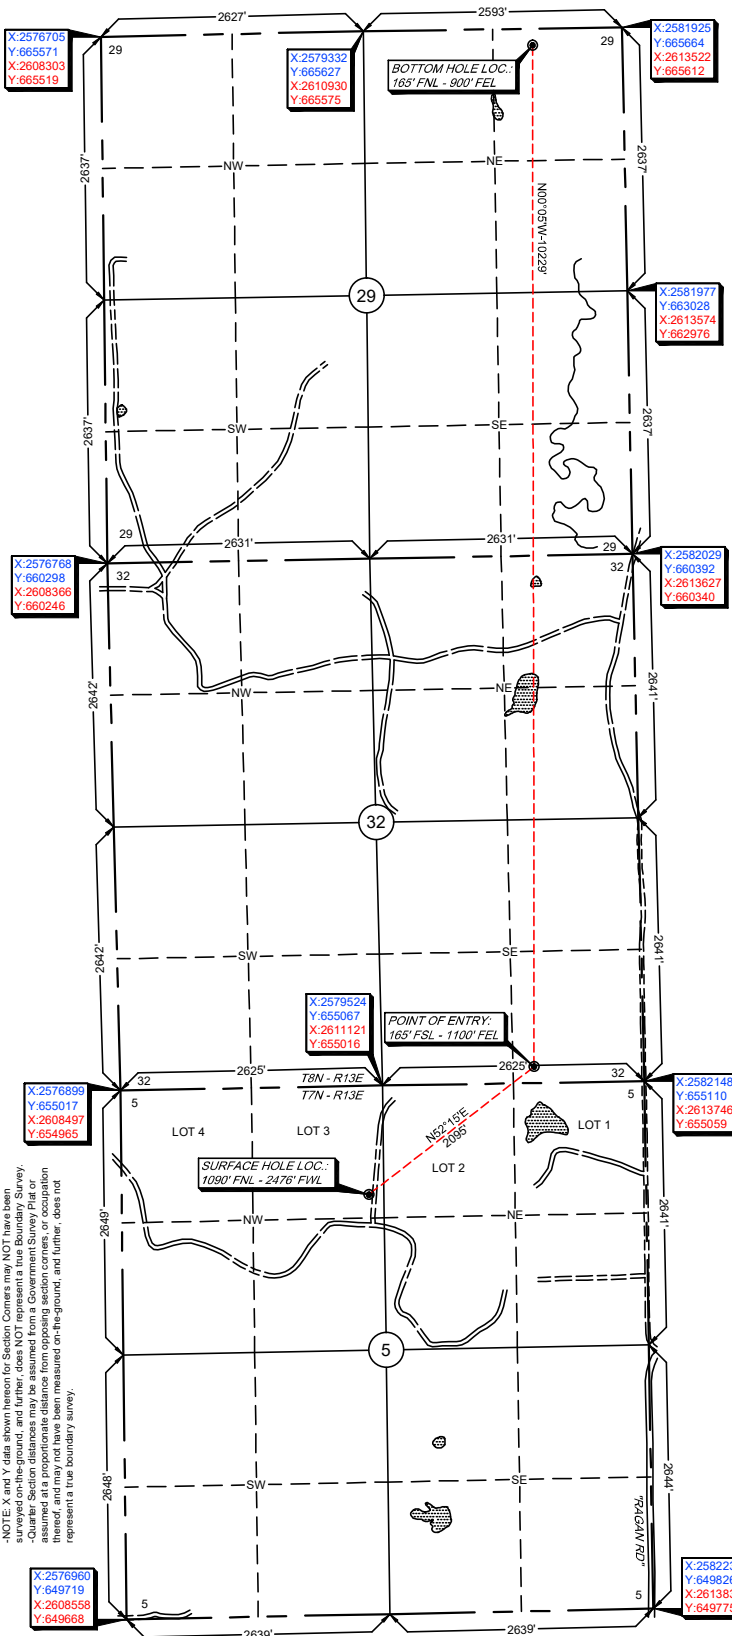 2627'
2593'
X:2576705
Y:665571
X:2608303
Y:665519
29
X:2579332
Y:665627
X:2610930
Y:665575
BOTTOM HOLE LOC.:
165' FNL - 900' FEL
29
X:2581925
Y:665664
X:2613522
Y:665612
2637'
NW
NE
2637'
N00°05'W-10229'
29
X:2581977
Y:663028
X:2613574
Y:662976
2637'
SW
SE
2637'
29
2631'
2631'
29
X:2576768
Y:660298
X:2608366
Y:660246
32
32
X:2582029
Y:660392
X:2613627
Y:660340
2642'
NW
NE
2641'
32
2642'
SW
SE
2641'
X:2579524
Y:655067
X:2611121
Y:655016
POINT OF ENTRY:
165' FSL - 1100' FEL
32
2625'
T8N - R13E
2625'
32
X:2576899
Y:655017
X:2608497
Y:654965
5
T7N - R13E
5
X:2582148
Y:655110
X:2613746
Y:655059
LOT 4
LOT 3
N52°15'E
2095'
LOT 2
LOT 1
SURFACE HOLE LOC.:
1090' FNL - 2476' FWL
2649'
NW
NE
2641'
5
2648'
SW
SE
2644'
"RAGAN RD"
-NOTE: X and Y data shown hereon for Section Corners may NOT have been
surveyed on-the-ground, and further, does NOT represent a true Boundary Survey.
-Quarter Section distances may be assumed from a Government Survey Plat or
assumed at a proportionate distance from opposing section corners, or occupation
thereof, and may not have been measured on-the-ground, and further, does not
represent a true boundary survey.
X:2576960
Y:649719
X:2608558
Y:649668
5
2639'
2639'
5
X:258223
Y:649826
X:261383
Y:649775